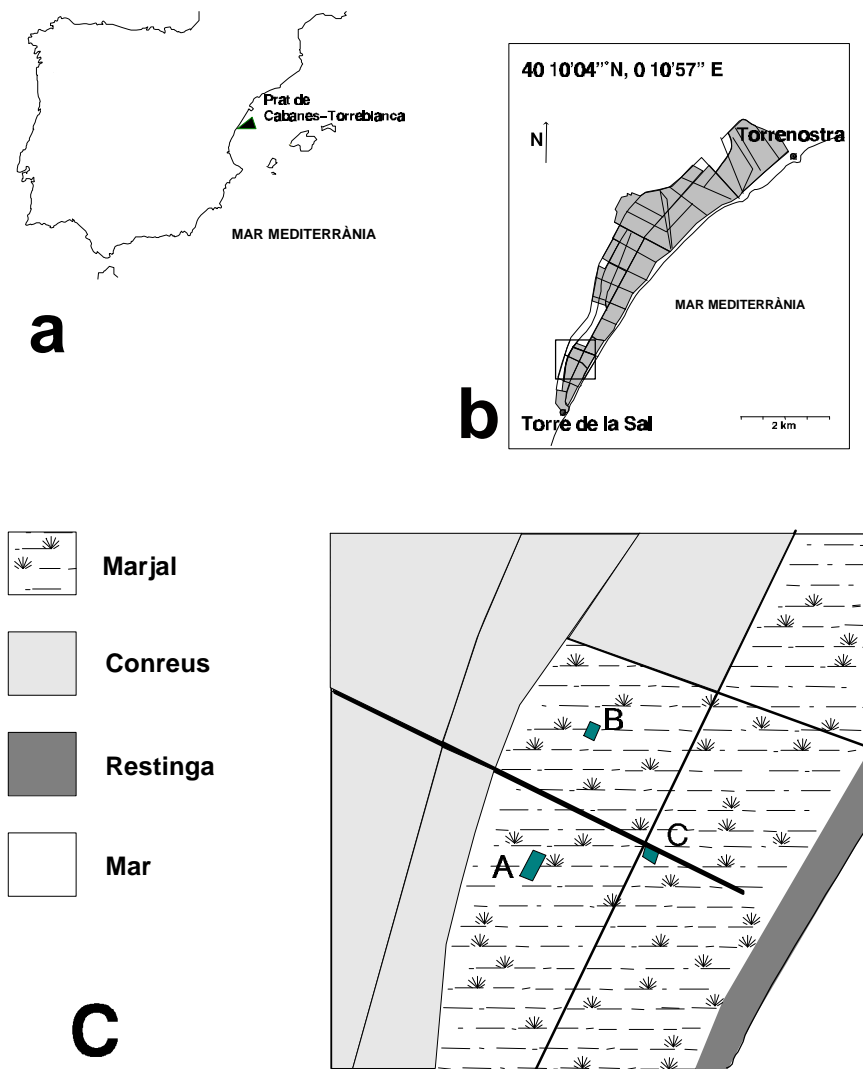 Prat de
Cabanes-Torreblanca
MAR MEDITERRÀNIA
a
40 10'04''°N, 0 10'57'' E
N
Torrenostra
MAR MEDITERRÀNIA
Torre de la Sal
2 km
b
Marjal
Conreus
Restinga
Mar
B
C
A
C